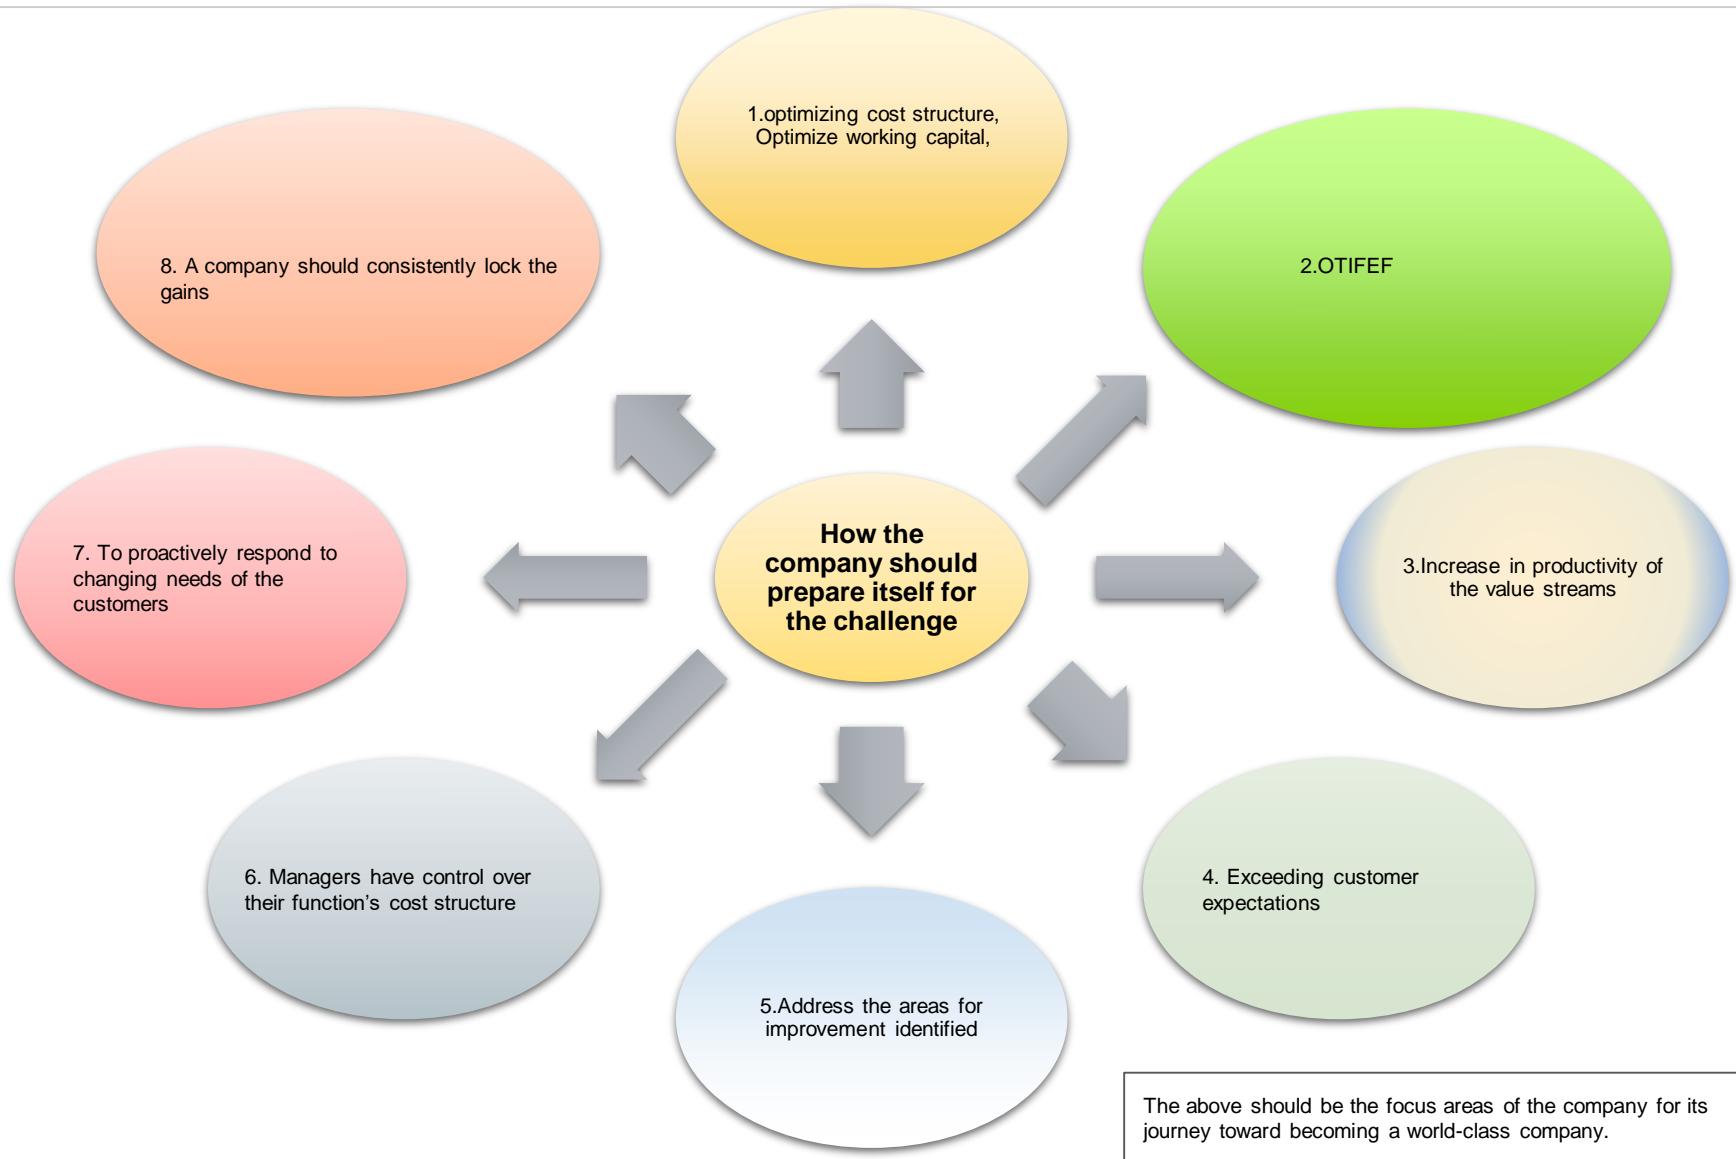 1.optimizing cost structure,
Optimize working capital,
2.OTIFEF
3.Increase in productivity of
the value streams
4. Exceeding customer
expectations
5.Address the areas for
improvement identified
6. Managers have control over
their function’s cost structure
7. To proactively respond to
changing needs of the
customers
8. A company should consistently lock the
gains
How the
company should
prepare itself for
the challenge
The above should be the focus areas of the company for its
journey toward becoming a world-class company.